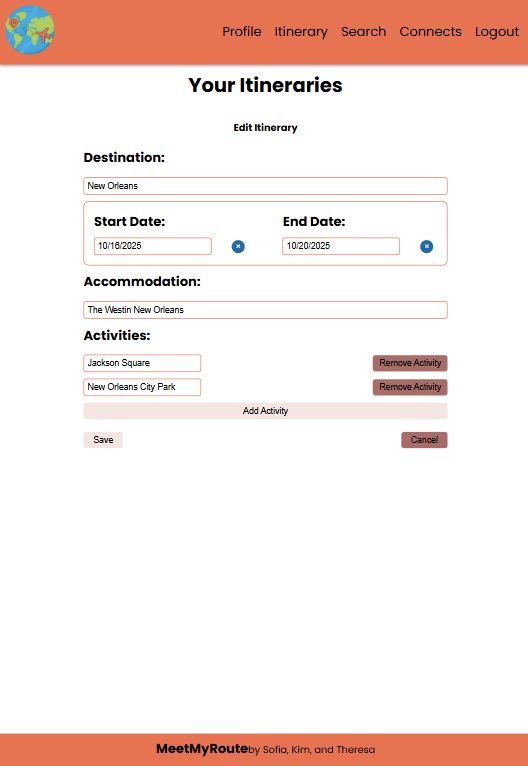 Profile Itinerary Search Connects Logout
Your Itineraries
Edit Itinerary
Destination:
New Orleans
Start Date: End Date:
10/16/2025 10/20/2025
Accommodation:
The Westin New Orleans
Activities:
Jackson Square Remove Activity
New Orleans City Park Remove Activity
Add Activity
Save Cancel
MeetMyRoute by Sofia, Kim, and Theresa